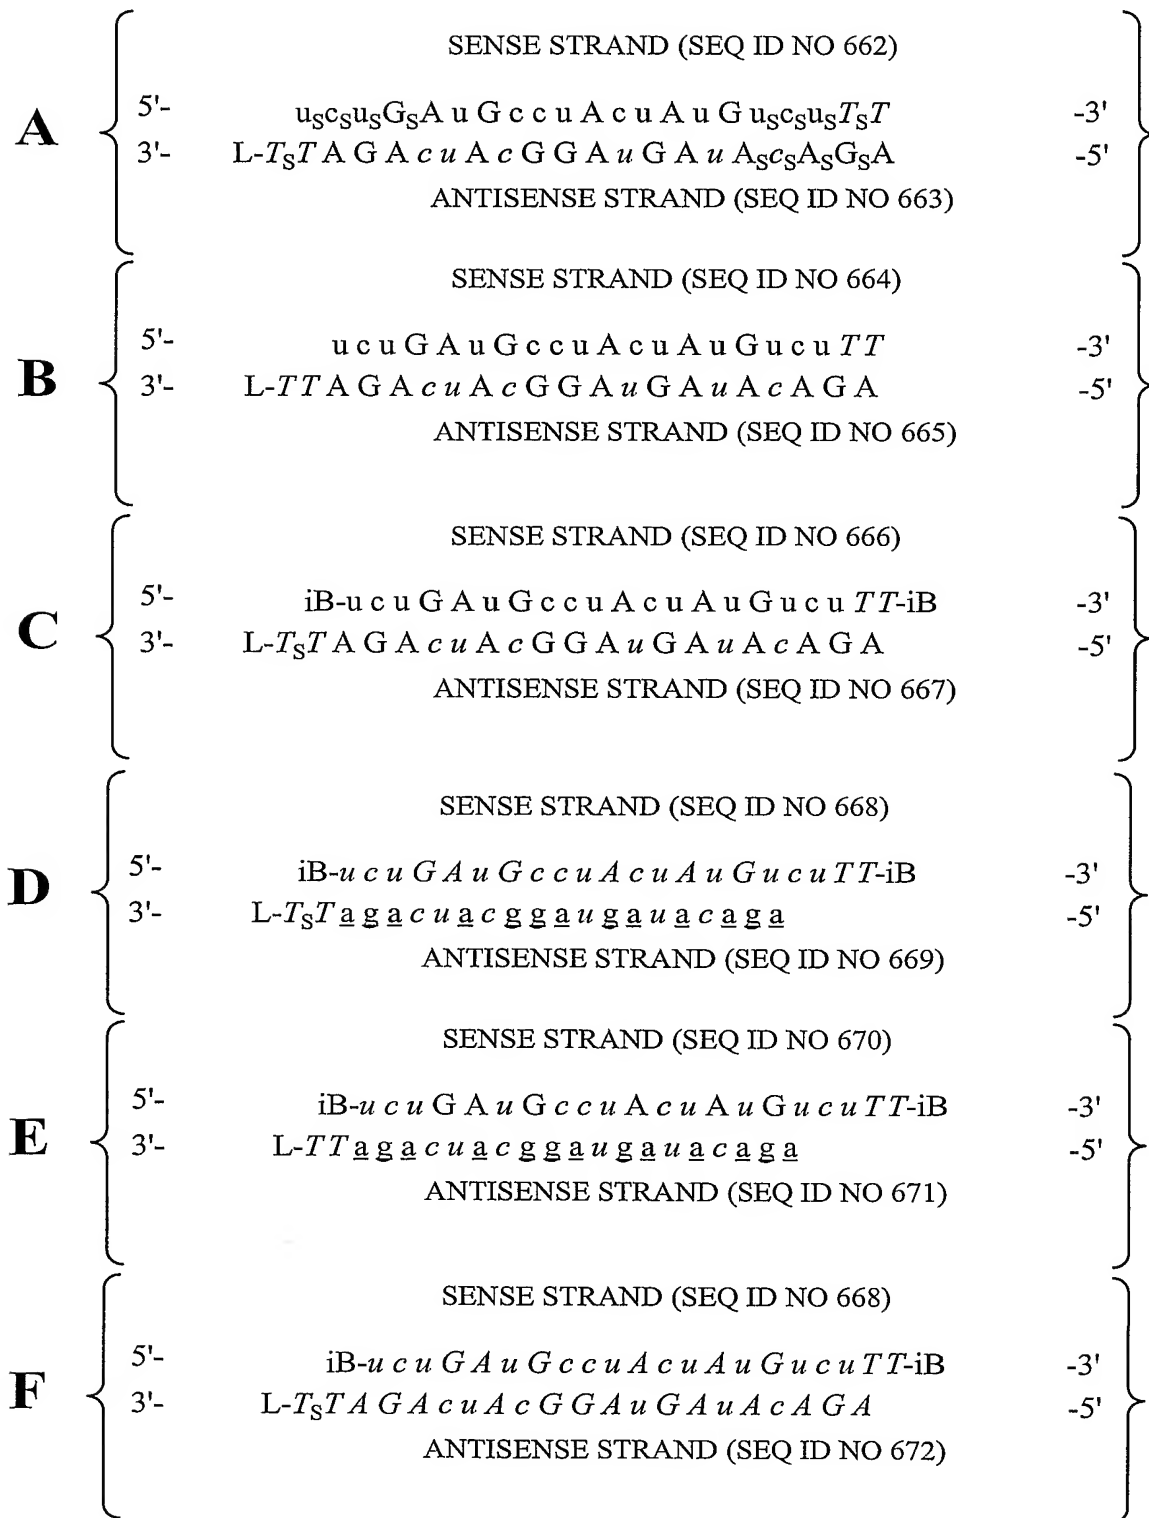 SENSE STRAND (SEQ ID NO 662)
A
5'- uscsusGsA u G c c u A c u A u G uscsusTsT -3'
3'- L-TsT A G A c u A c G G A u G A u AscsAsGsA -5'
ANTISENSE STRAND (SEQ ID NO 663)
SENSE STRAND (SEQ ID NO 664)
B
5'- u c u G A u G c c u A c u A u G u c u T T -3'
3'- L-T T A G A c u A c G G A u G A u A c A G A -5'
ANTISENSE STRAND (SEQ ID NO 665)
SENSE STRAND (SEQ ID NO 666)
C
5'- iB-u c u G A u G c c u A c u A u G u c u T T-iB -3'
3'- L-TsT A G A c u A c G G A u G A u A c A G A -5'
ANTISENSE STRAND (SEQ ID NO 667)
SENSE STRAND (SEQ ID NO 668)
D
5'- iB-u c u G A u G c c u A c u A u G u c u T T-iB -3'
3'- L-TsT a g a c u a c g g a u g a u a c a g a -5'
ANTISENSE STRAND (SEQ ID NO 669)
SENSE STRAND (SEQ ID NO 670)
E
5'- iB-u c u G A u G c c u A c u A u G u c u T T-iB -3'
3'- L-T T a g a c u a c g g a u g a u a c a g a -5'
ANTISENSE STRAND (SEQ ID NO 671)
SENSE STRAND (SEQ ID NO 668)
F
5'- iB-u c u G A u G c c u A c u A u G u c u T T-iB -3'
3'- L-TsT A G A c u A c G G A u G A u A c A G A -5'
ANTISENSE STRAND (SEQ ID NO 672)